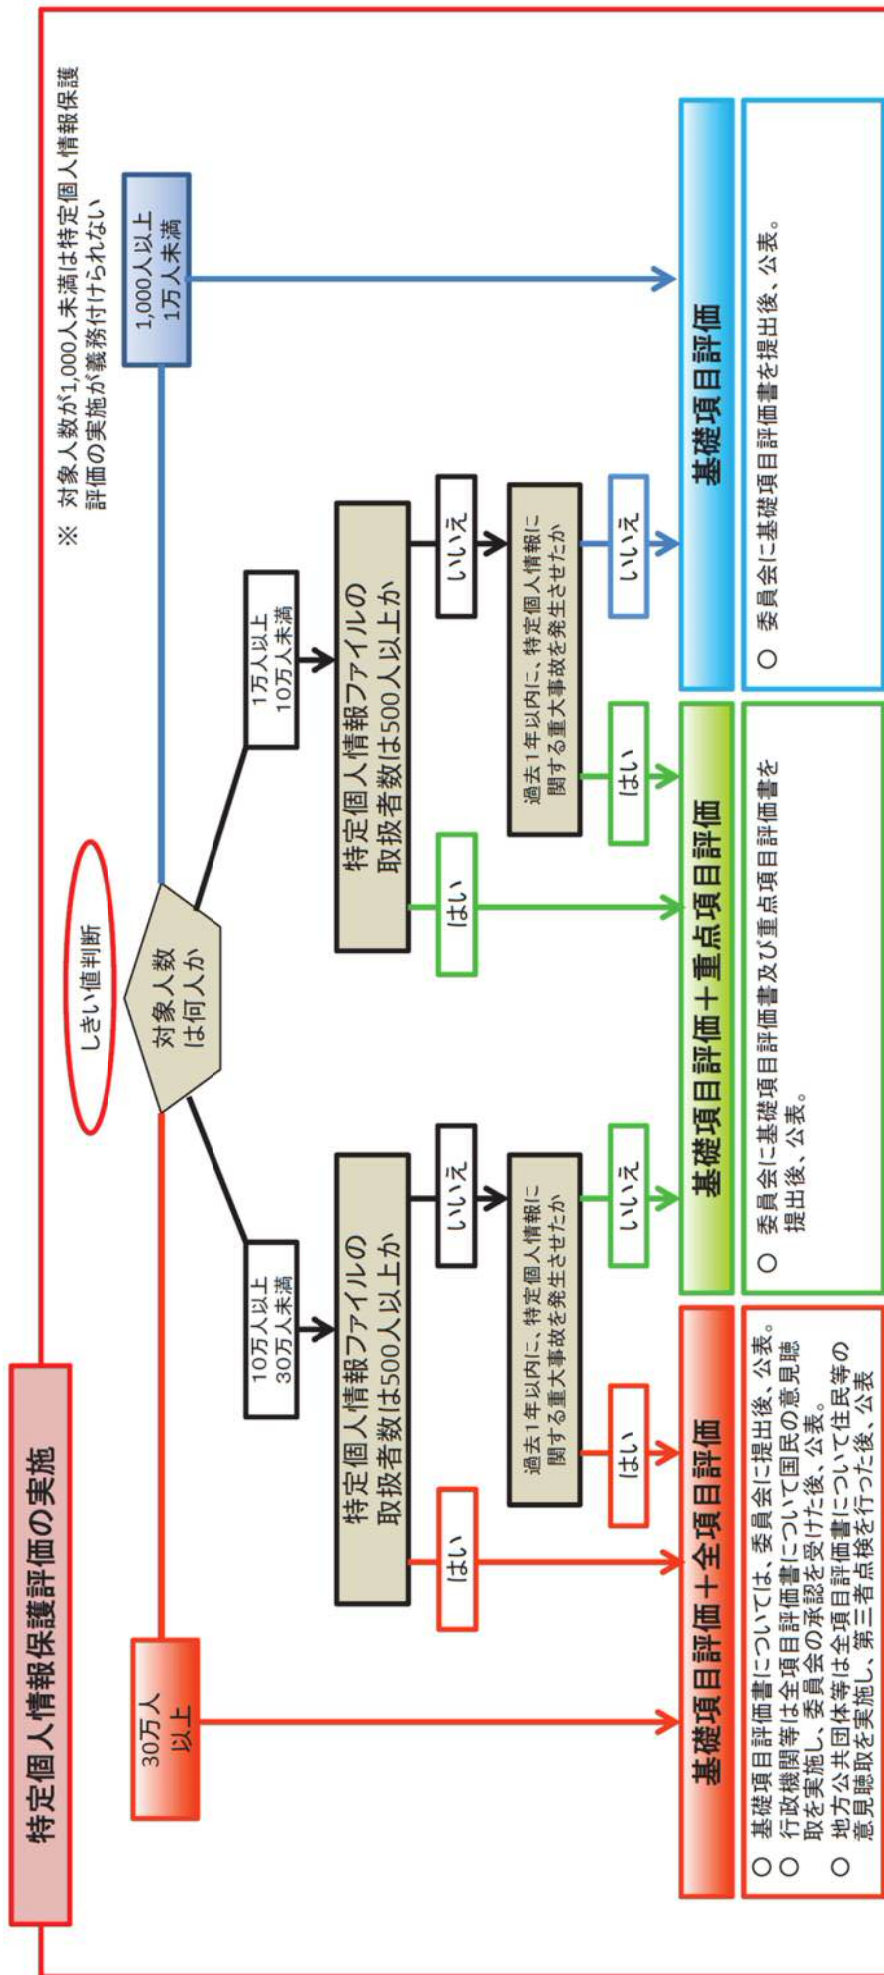 特定個人情報保護評価の実施
しきい値判断
※ 対象人数が1,000人未満は特定個人情報保護
評価の実施が義務付けられない
対象人数
は何人か
30万人
以上
10万人以上
30万人未満
1万人以上
10万人未満
1,000人以上
1万人未満
特定個人情報ファイルの
取扱者数は500人以上か
特定個人情報ファイルの
取扱者数は500人以上か
はい
いいえ
はい
いいえ
過去1年以内に、特定個人情報に
関する重大事故を発生させたか
過去1年以内に、特定個人情報に
関する重大事故を発生させたか
はい
いいえ
はい
いいえ
基礎項目評価＋全項目評価
○ 基礎項目評価書については、委員会に提出後、公表。
○ 行政機関等は全項目評価書について国民の意見聴
取を実施し、委員会の承認を受けた後、公表。
○ 地方公共団体等は全項目評価書について住民等の
意見聴取を実施し、第三者点検を行った後、公表
基礎項目評価＋重点項目評価
○ 委員会に基礎項目評価書及び重点項目評価書を
提出後、公表。
基礎項目評価
○ 委員会に基礎項目評価書を提出後、公表。